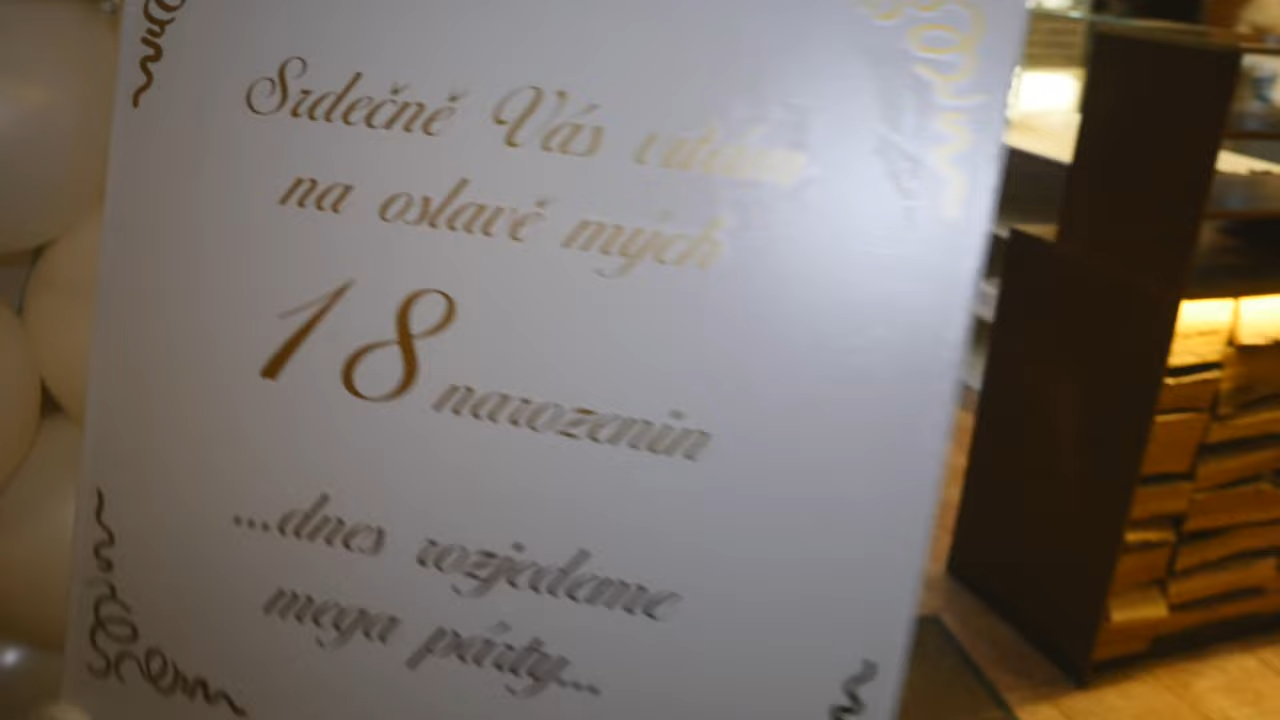 Srdečně Vás vítám
na oslavě mých
18 narozenin
...dnes rozjedeme
mega párty...